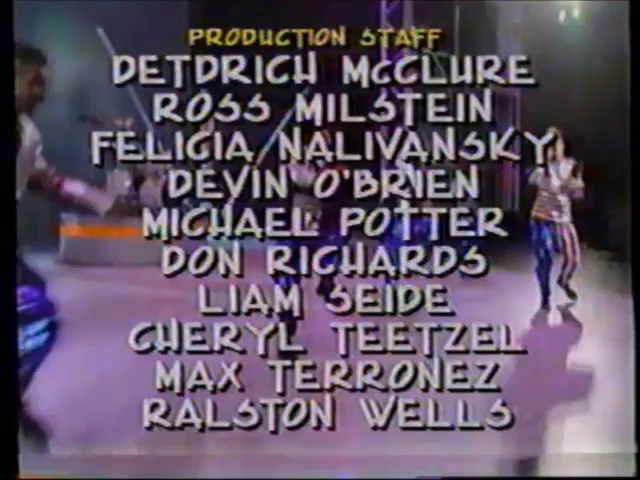 PRODUCTION STAFF
DETDRICH McCLURE
ROSS MILSTEIN
FELICIA NALIVANSKY
DEVIN O'BRIEN
MICHAEL POTTER
DON RICHARDS
LIAM SEIDE
CHERYL TEETZEL
MAX TERRONEZ
RALSTON WELLS